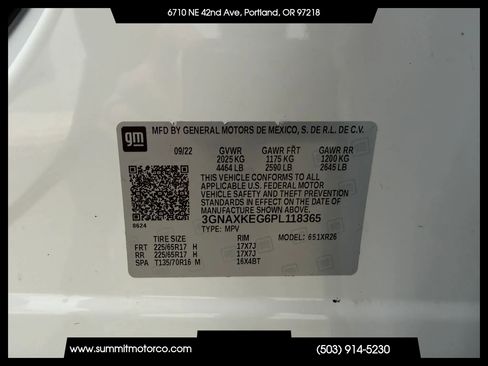 6710 NE 42nd Ave, Portland, OR 97218
gm
MFD BY GENERAL MOTORS DE MEXICO, S. DE R.L. DE C.V.
09/22 GVWR GAWR FRT GAWR RR
2025 KG 1175 KG 1200 KG
4464 LB 2590 LB 2645 LB
THIS VEHICLE CONFORMS TO ALL
APPLICABLE U.S. FEDERAL MOTOR
VEHICLE SAFETY STANDARDS IN
EFFECT ON THE DATE OF
MANUFACTURE SHOWN ABOVE.
3GNAXKEG6PL118365
8624
TYPE: MPV MODEL: 651XR26
TIRE SIZE RIM
FRT 225/65R17 H 17X7J
RR 225/65R17 H 17X7J
SPA T135/70R16 M 16X4BT
www.summitmotorco.com (503) 914-5230